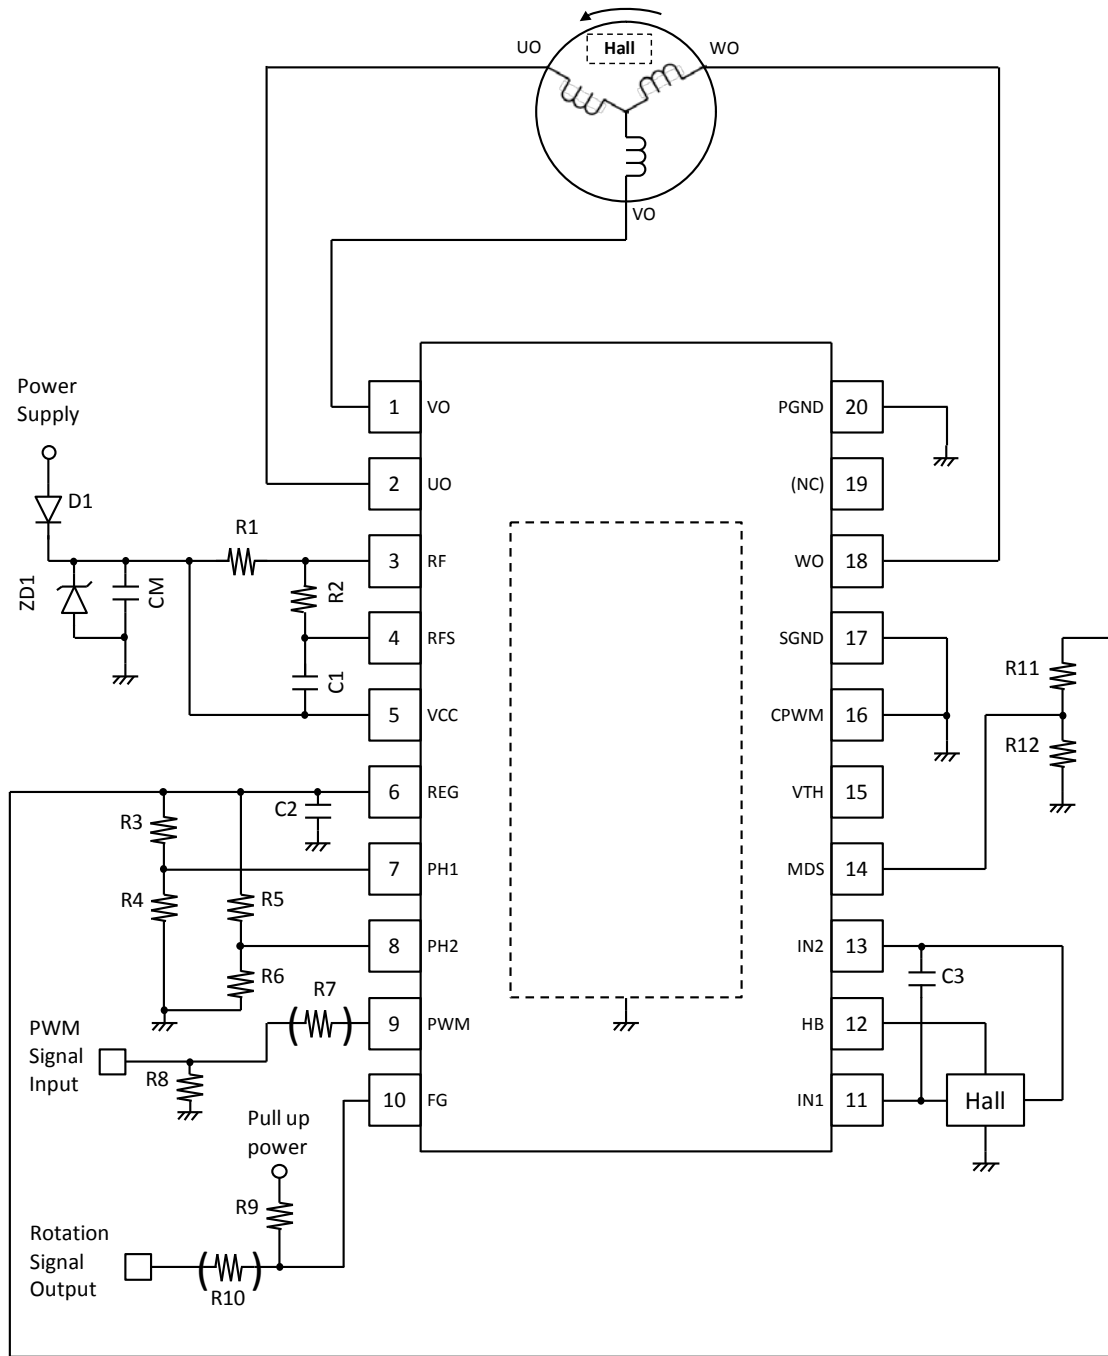 UO
Hall
WO
VO
Power
Supply
D1
ZD1
CM
R1
R2
C1
1
VO
2
UO
3
RF
4
RFS
5
VCC
6
REG
7
PH1
8
PH2
9
PWM
10
FG
PGND
20
(NC)
19
WO
18
SGND
17
CPWM
16
VTH
15
MDS
14
IN2
13
HB
12
IN1
11
R11
R12
C2
R3
R4
R5
R6
(R7)
PWM
Signal
Input
R8
C3
Hall
Pull up
power
R9
Rotation
Signal
Output
(R10)